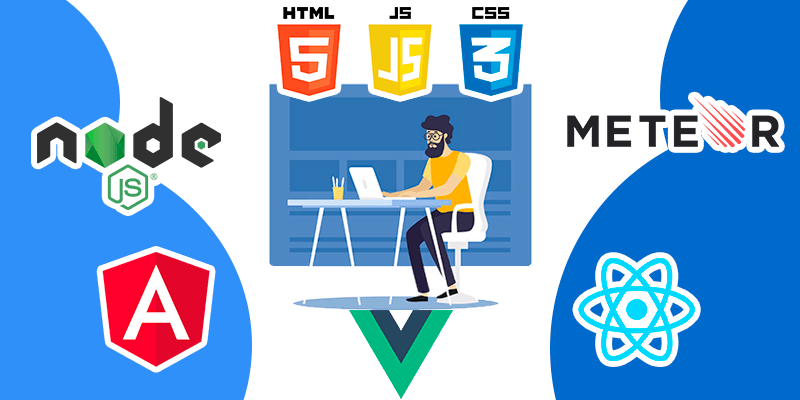 HTML JS CSS
5 JS 3
node
JS®
METEOR
A